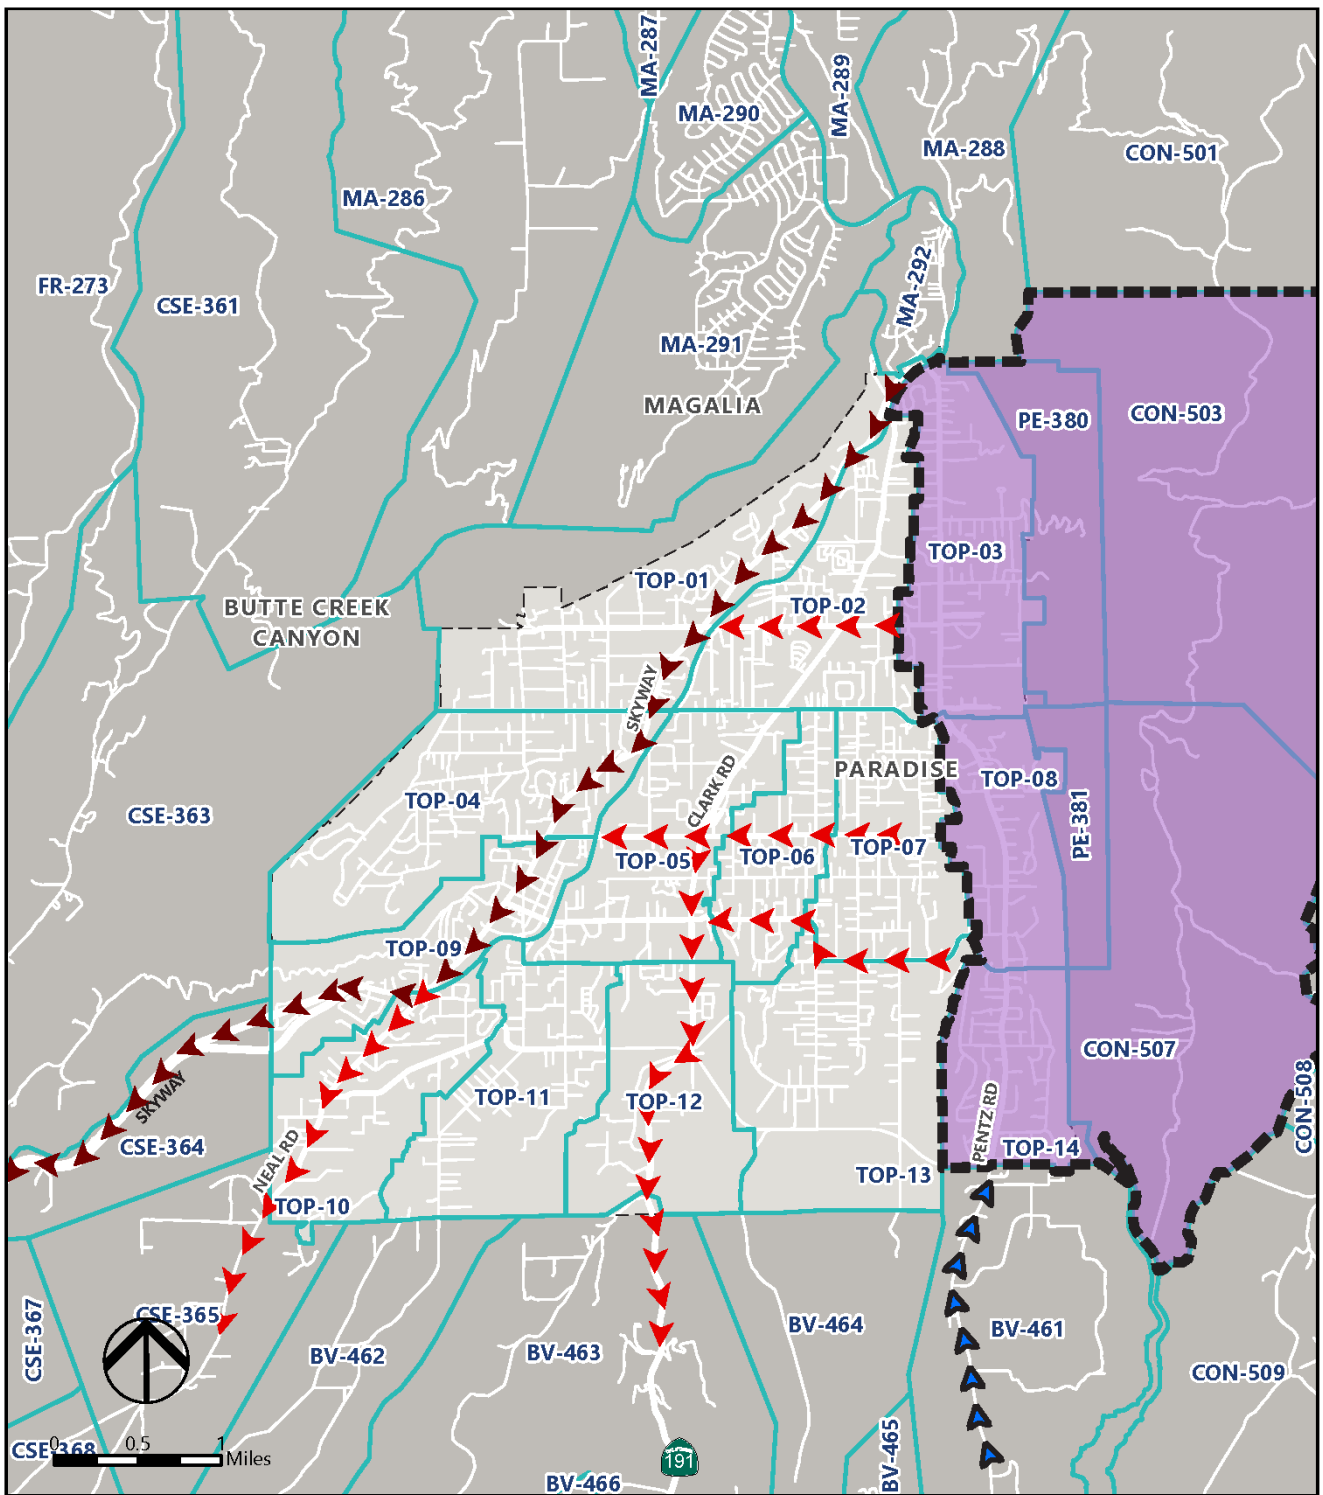 MA-287
MA-290
MA-289
MA-288
CON-501
MA-286
FR-273
CSE-361
MA-292
MA-291
MAGALIA
PE-380
CON-503
TOP-03
TOP-01
TOP-02
BUTTE CREEK
CANYON
SKYWAY
PARADISE
TOP-08
CLARK RD
TOP-04
CSE-363
PE-381
TOP-05
TOP-06
TOP-07
TOP-09
CON-507
SKYWAY
TOP-11
TOP-12
CON-508
CSE-364
NEAL RD
PENTZ RD
TOP-14
TOP-13
TOP-10
CSE-365
CSE-367
BV-462
BV-463
BV-464
BV-461
CON-509
CSE-368
0 0.5 1
Miles
191
BV-465
BV-466